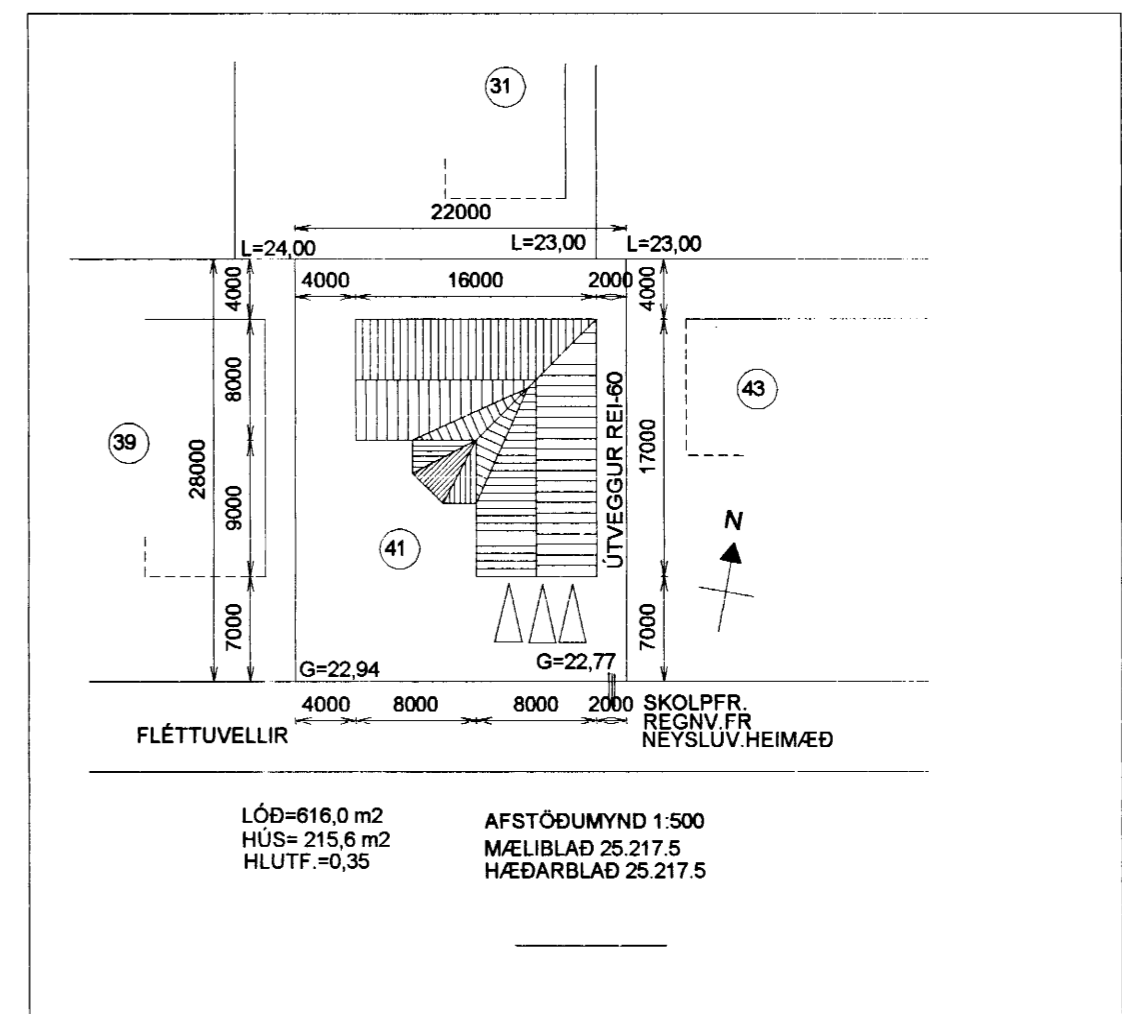 31
22000
L=24,00
L=23,00
L=23,00
4000
4000
16000
2000
4000
8000
28000
9000
7000
39
41
ÚTVEGGUR REI-60
17000
7000
43
N
G=22,94
G=22,77
4000
8000
8000
2000
SKOLPFR.
REGNV.FR
NEYSLUV.HEIMÆÐ
FLÉTTUVELLIR
LÓÐ=616,0 m2
HÚS= 215,6 m2
HLUTF.=0,35
AFSTÖÐUMYND 1:500
MÆLIBLAÐ 25.217.5
HÆÐARBLAÐ 25.217.5